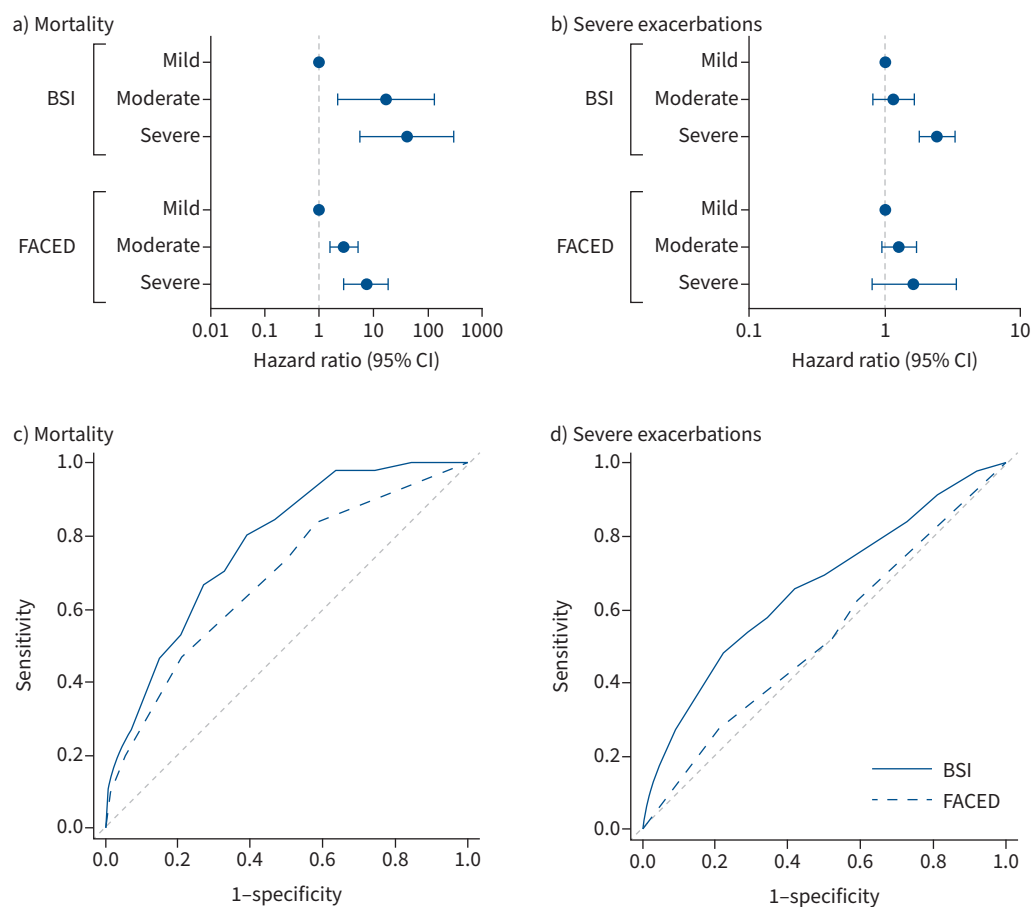 a) Mortality
BSI
Mild
Moderate
Severe
FACED
Mild
Moderate
Severe
0.01 0.1 1 10 100 1000
Hazard ratio (95% CI)
b) Severe exacerbations
BSI
Mild
Moderate
Severe
FACED
Mild
Moderate
Severe
0.1 1 10
Hazard ratio (95% CI)
c) Mortality
Sensitivity
1.0
0.8
0.6
0.4
0.2
0.0
0.0 0.2 0.4 0.6 0.8 1.0
1–specificity
d) Severe exacerbations
Sensitivity
1.0
0.8
0.6
0.4
0.2
0.0
BSI
FACED
0.0 0.2 0.4 0.6 0.8 1.0
1–specificity